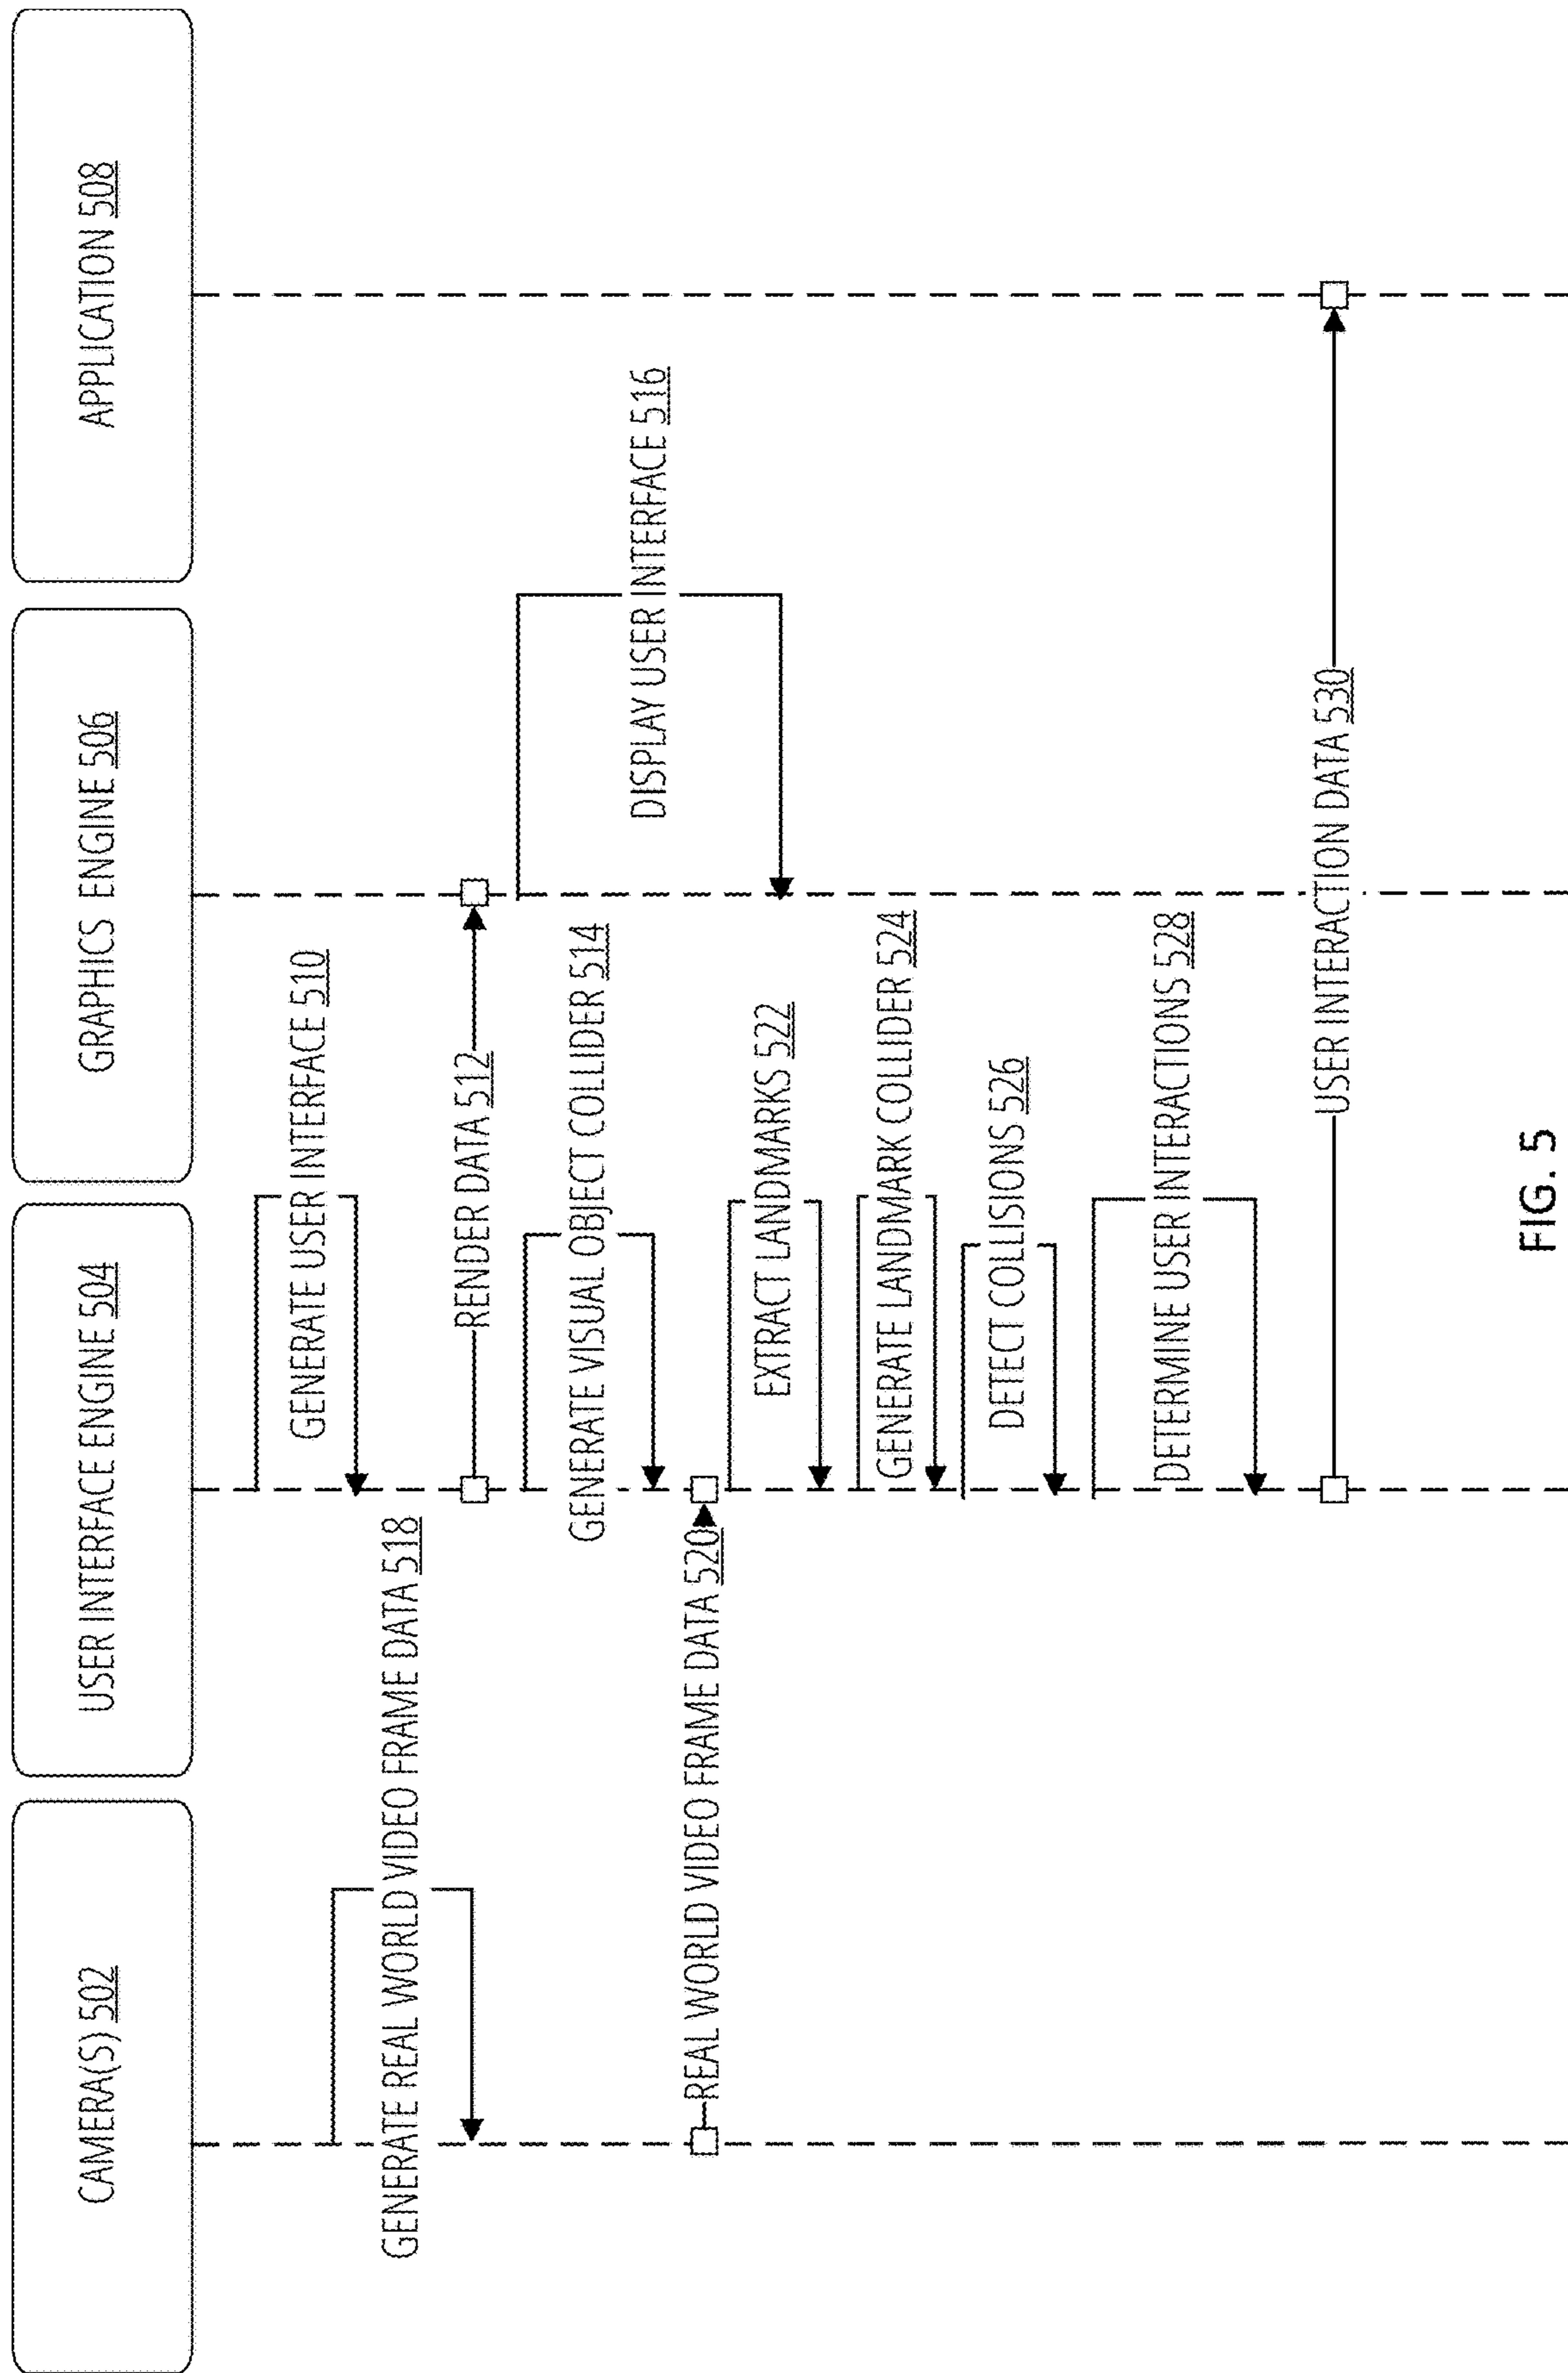 CAMERA(S) 502
USER INTERFACE ENGINE 504
GRAPHICS ENGINE 506
APPLICATION 508
GENERATE USER INTERFACE 510
GENERATE REAL WORLD VIDEO FRAME DATA 518
RENDER DATA 512
GENERATE VISUAL OBJECT COLLIDER 514
DISPLAY USER INTERFACE 516
REAL WORLD VIDEO FRAME DATA 520
EXTRACT LANDMARKS 522
GENERATE LANDMARK COLLIDER 524
DETECT COLLISIONS 526
DETERMINE USER INTERACTIONS 528
USER INTERACTION DATA 530
FIG. 5